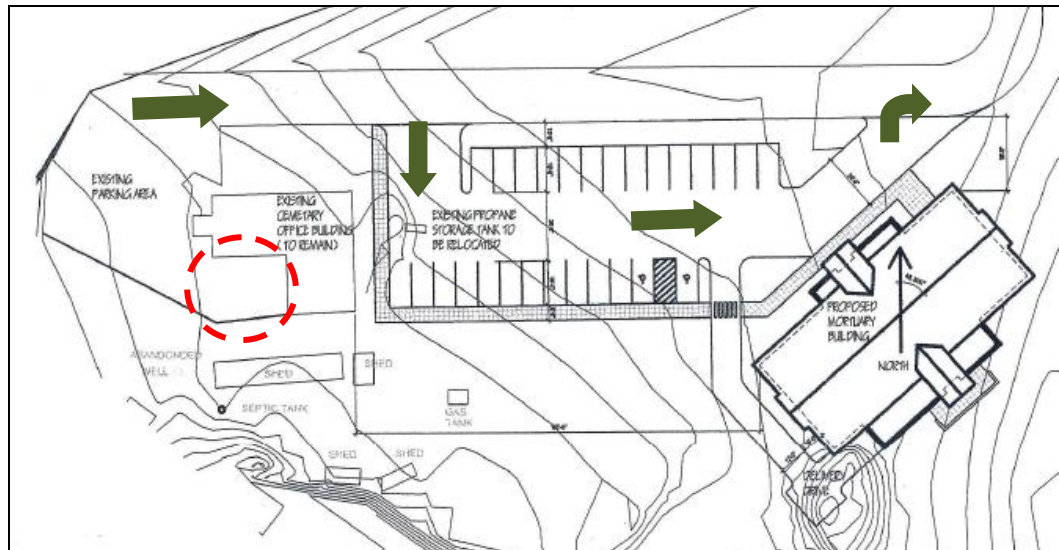 EXISTING
PARKING AREA
EXISTING
CEMETARY
OFFICE BUILDING
( TO REMAIN)
EXISTING PROPANE
STORAGE TANK TO
BE RELOCATED
PROPOSED
MORTUARY
BUILDING
NORTH
ABANDONDED
WELL
SHED
SHED
SEPTIC TANK
GAS
TANK
SHED
SHED
DELIVERY
DRIVE